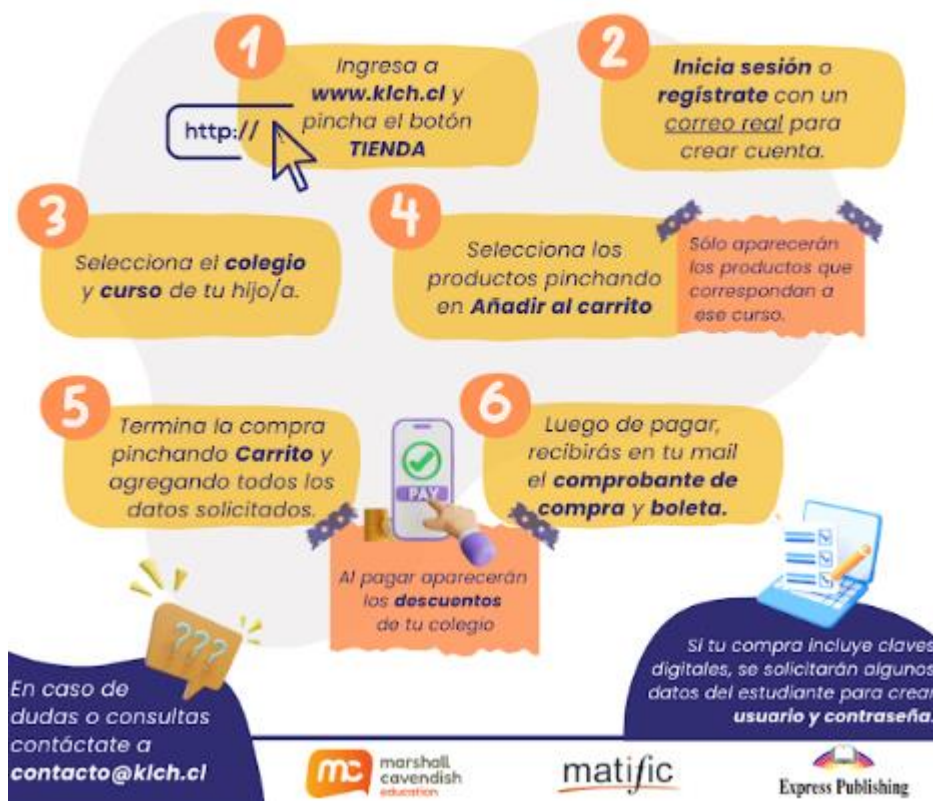 1
Ingresa a
www.klch.cl y
pincha el botón
TIENDA
http://
2
Inicia sesión o
regístrate con un
correo real para
crear cuenta.
3
Selecciona el colegio
y curso de tu hijo/a.
4
Selecciona los
productos pinchando
en Añadir al carrito
Sólo aparecerán
los productos que
correspondan a
ese curso.
5
Termina la compra
pinchando Carrito y
agregando todos los
datos solicitados.
PAY
Al pagar aparecerán
los descuentos
de tu colegio
6
Luego de pagar,
recibirás en tu mail
el comprobante de
compra y boleta.
???
En caso de
dudas o consultas
contáctate a
contacto@klch.cl
Si tu compra incluye claves
digitales, se solicitarán algunos
datos del estudiante para crear
usuario y contraseña.
mc
marshall
cavendish
education
matific
Express Publishing